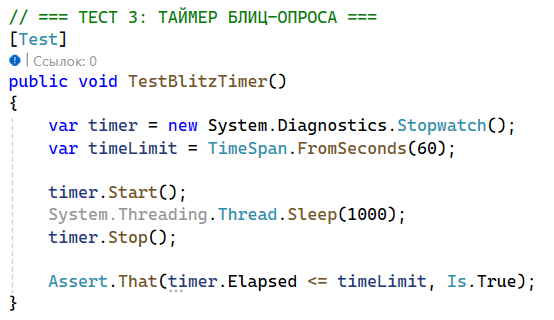 // === ТЕСТ 3: ТАЙМЕР БЛИЦ-ОПРОСА ===
[Test]
| Ссылок: 0
public void TestBlitzTimer()
{
    var timer = new System.Diagnostics.Stopwatch();
    var timeLimit = TimeSpan.FromSeconds(60);
    timer.Start();
    System.Threading.Thread.Sleep(1000);
    timer.Stop();
    Assert.That(timer.Elapsed <= timeLimit, Is.True);
}